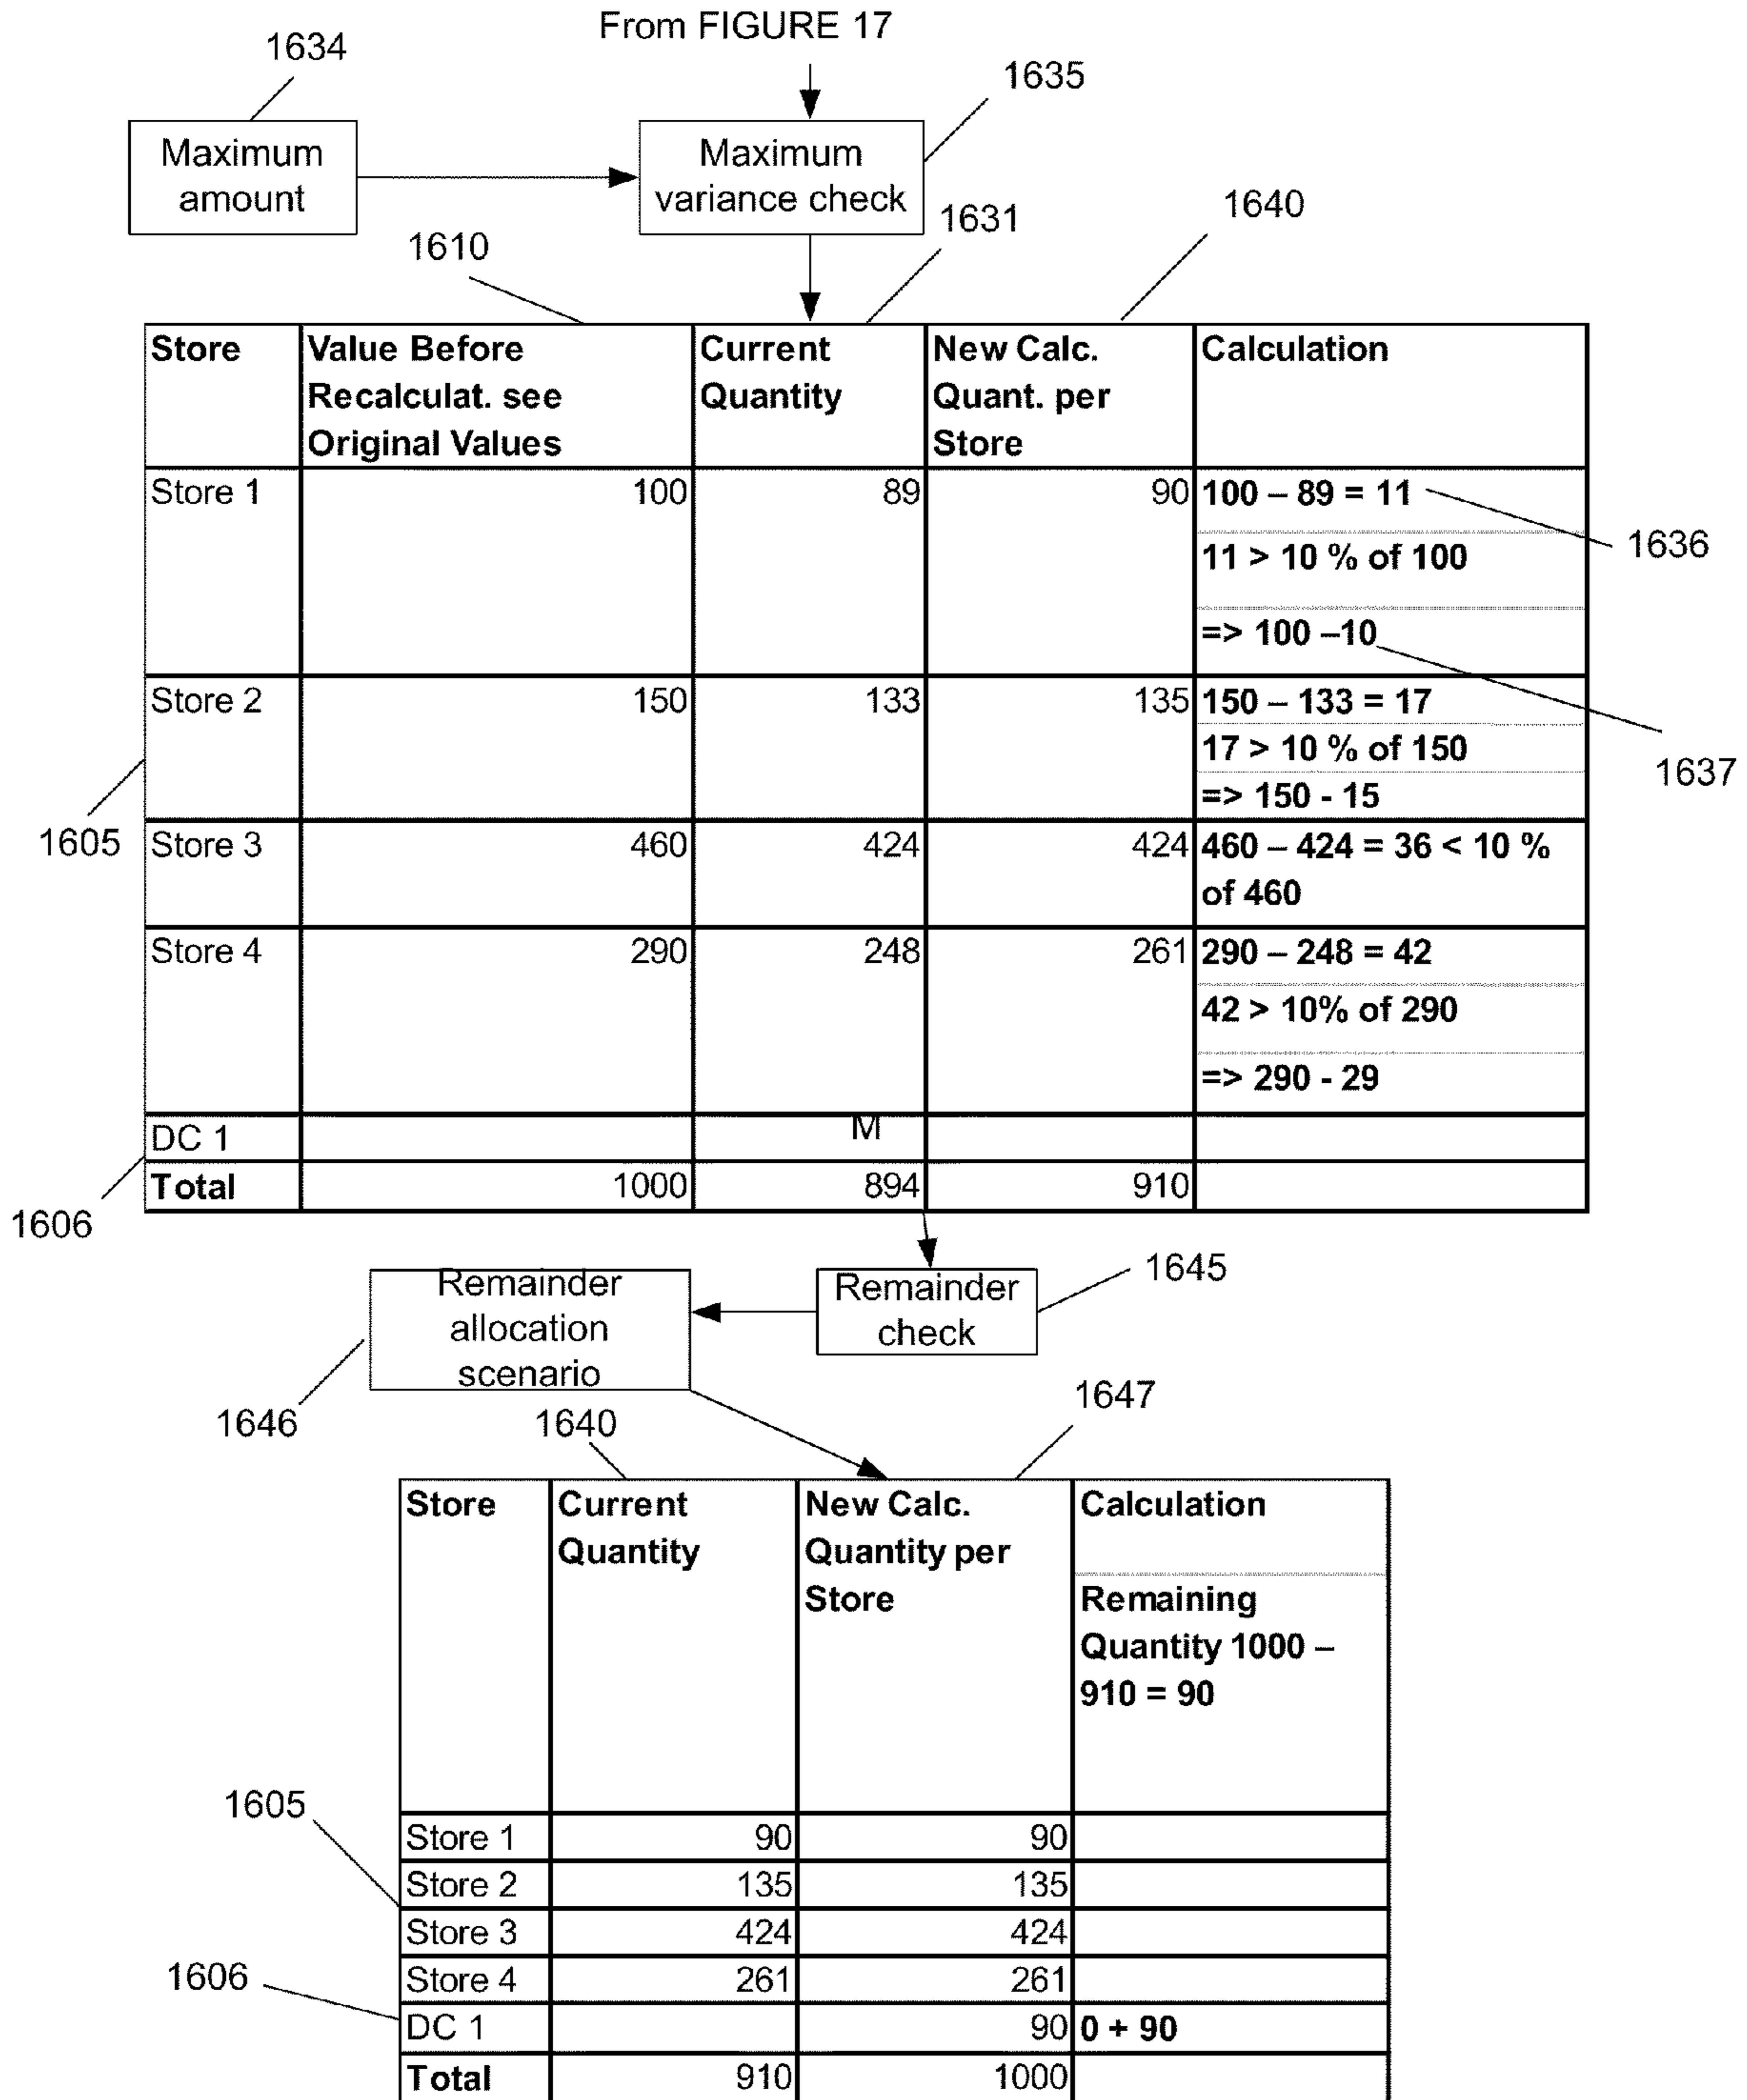 From FIGURE 17
1634
1635
Maximum
amount
Maximum
variance check
1610
1631
1640
Store
Value Before
Recalculat. see
Original Values
Current
Quantity
New Calc.
Quant. per
Store
Calculation
Store 1 100 89 90 100 – 89 = 11
11 > 10 % of 100
=> 100 –10
1636
Store 2 150 133 135 150 – 133 = 17
17 > 10 % of 150
=> 150 - 15
1637
1605
Store 3 460 424 424 460 – 424 = 36 < 10 %
of 460
Store 4 290 248 261 290 – 248 = 42
42 > 10% of 290
=> 290 - 29
DC 1 M
Total 1000 894 910
1606
1645
Remainder
check
Remainder
allocation
scenario
1646
1640
1647
Store
Current
Quantity
New Calc.
Quantity per
Store
Calculation
Remaining
Quantity 1000 –
910 = 90
1605
Store 1 90 90
Store 2 135 135
Store 3 424 424
1606
Store 4 261 261
DC 1 90 0 + 90
Total 910 1000